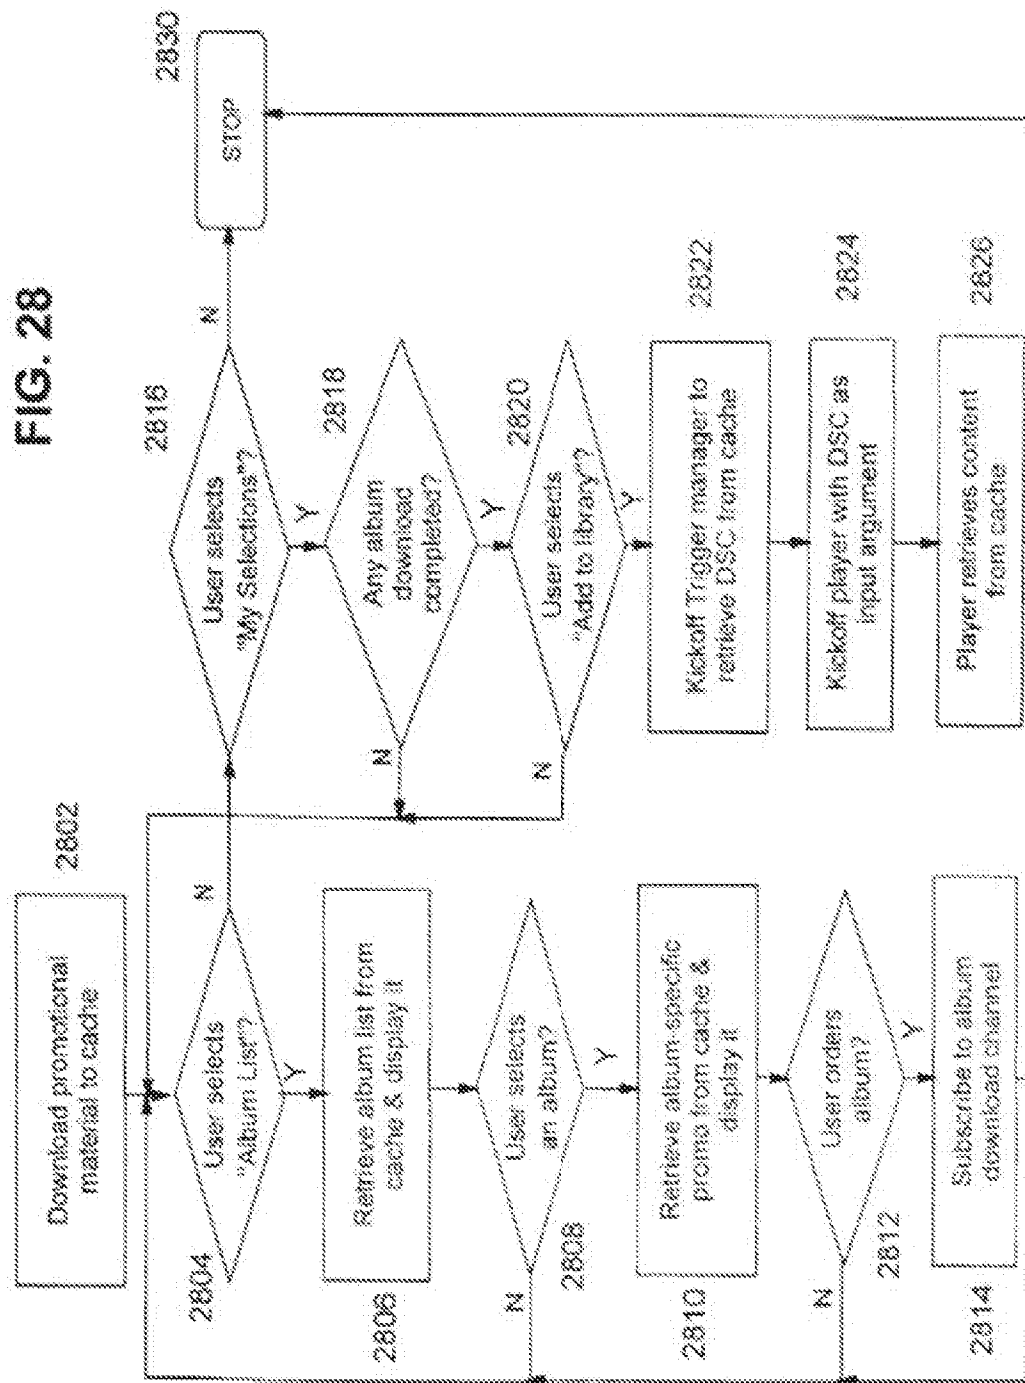 FIG. 28
Download promotional
material to cache
2802
User selects
"Album List"?
2804
N
Y
Retrieve album list from
cache & display it
2806
User selects
an album?
2808
N
Y
Retrieve album-specific
promo from cache &
display it
2810
User orders
album?
2812
N
Y
Subscribe to album
download channel
2814
User selects
"My Selections"?
2816
N
Y
STOP
2830
Any album
download
completed?
2818
N
Y
User selects
"Add to library"?
2820
N
Y
Kickoff Trigger manager to
retrieve DSC from cache
2822
Kickoff player with DSC as
input argument
2824
Player retrieves content
from cache
2826